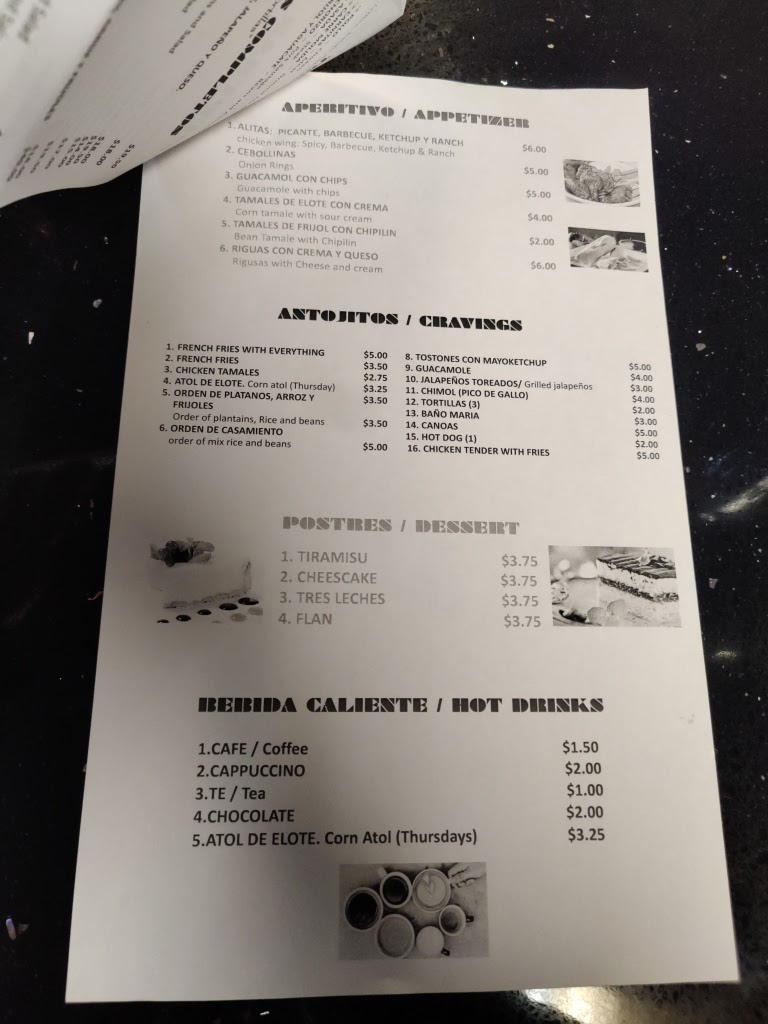 S COMPLETOS
JALAPEÑO Y QUESO
and Salad
$18.00
APERITIVO / APPETIZER
1. ALITAS: PICANTE, BARBECUE, KETCHUP Y RANCH $6.00
chicken wing: Spicy, Barbecue, Ketchup & Ranch
2. CEBOLLINAS $5.00
Onion Rings
3. GUACAMOL CON CHIPS $5.00
Guacamole with chips
4. TAMALES DE ELOTE CON CREMA $4.00
Corn tamale with sour cream
5. TAMALES DE FRIJOL CON CHIPILIN $2.00
Bean Tamale with Chipilin
6. RIGUAS CON CREMA Y QUESO $6.00
Rigusas with Cheese and cream
ANTOJITOS / CRAVINGS
1. FRENCH FRIES WITH EVERYTHING $5.00
2. FRENCH FRIES $3.50
3. CHICKEN TAMALES $2.75
4. ATOL DE ELOTE. Corn atol (Thursday) $3.25
5. ORDEN DE PLATANOS, ARROZ Y $3.50
FRIJOLES
Order of plantains, Rice and beans $3.50
6. ORDEN DE CASAMIENTO
order of mix rice and beans $5.00
8. TOSTONES CON MAYOKETCHUP $5.00
9. GUACAMOLE $4.00
10. JALAPEÑOS TOREADOS/ Grilled jalapeños $3.00
11. CHIMOL (PICO DE GALLO) $4.00
12. TORTILLAS (3) $2.00
13. BAÑO MARIA $3.00
14. CANOAS $5.00
15. HOT DOG (1) $2.00
16. CHICKEN TENDER WITH FRIES $5.00
POSTRES / DESSERT
1. TIRAMISU $3.75
2. CHEESCAKE $3.75
3. TRES LECHES $3.75
4. FLAN $3.75
BEBIDA CALIENTE / HOT DRINKS
1.CAFE / Coffee $1.50
2.CAPPUCCINO $2.00
3.TE / Tea $1.00
4.CHOCOLATE $2.00
5.ATOL DE ELOTE. Corn Atol (Thursdays) $3.25